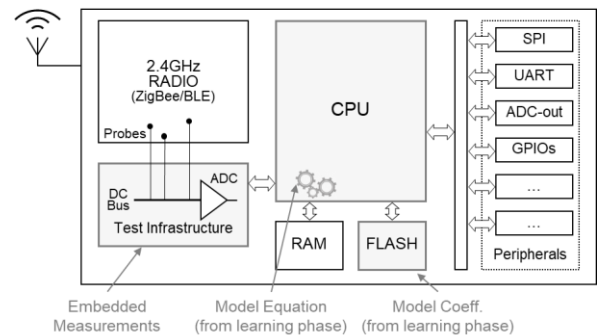 2.4GHz
RADIO
(ZigBee/BLE)
Probes
DC
Bus
ADC
Test Infrastructure
CPU
RAM
FLASH
SPI
UART
ADC-out
GPIOs
...
...
Peripherals
Embedded
Measurements
Model Equation
(from learning phase)
Model Coeff.
(from learning phase)